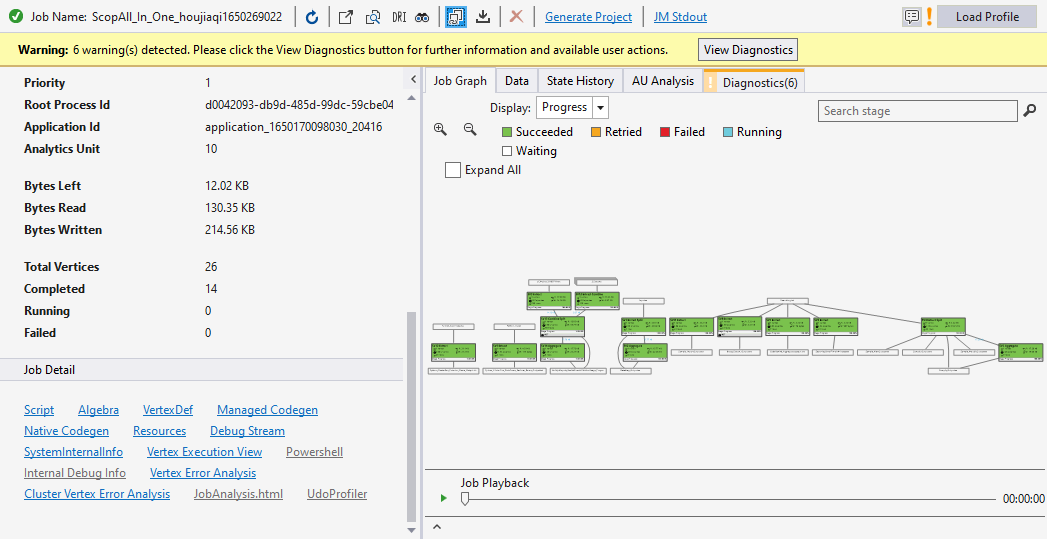 Job Name: ScopAll_In_One_houjiaqi1650269022 DRI Generate Project JM Stdout Load Profile
Warning: 6 warning(s) detected. Please click the View Diagnostics button for further information and available user actions. View Diagnostics
Priority 1
Root Process Id d0042093-db9d-485d-99dc-59cbe04
Application Id application_1650170098030_20416
Analytics Unit 10
Bytes Left 12.02 KB
Bytes Read 130.35 KB
Bytes Written 214.56 KB
Total Vertices 26
Completed 14
Running 0
Failed 0
Job Detail
Script Algebra VertexDef Managed Codegen
Native Codegen Resources Debug Stream
SystemInternalInfo Vertex Execution View Powershell
Internal Debug Info Vertex Error Analysis
Cluster Vertex Error Analysis JobAnalysis.html UdoProfiler
Job Graph Data State History AU Analysis Diagnostics(6)
Display: Progress Search stage
Succeeded Retried Failed Running
Waiting
Expand All
Job Playback
00:00:00